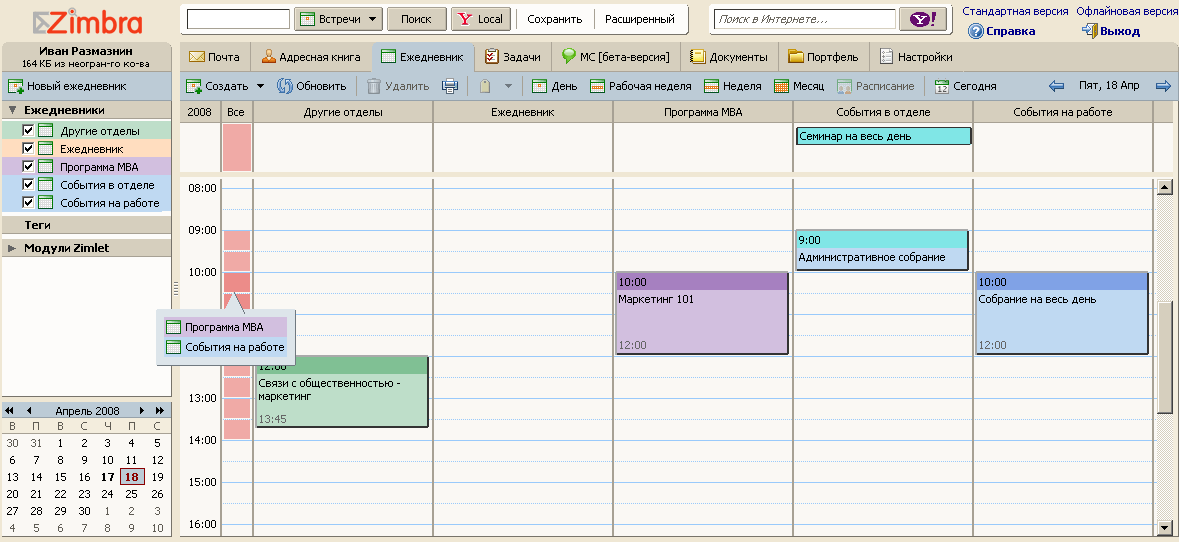 Zimbra
Встречи
Поиск
Local
Сохранить
Расширенный
Поиск в Интернете...
Y!
Стандартная версия
Офлайновая версия
Справка
Выход
Иван Размазнин
164 КБ из неогран-го ко-ва
Почта
Адресная книга
Ежедневник
Задачи
МС [бета-версия]
Документы
Портфель
Настройки
Новый ежедневник
Создать
Обновить
Удалить
День
Рабочая неделя
Неделя
Месяц
Расписание
Сегодня
Пят, 18 Апр
Ежедневники
Другие отделы
Ежедневник
Программа MBA
События в отделе
События на работе
Теги
Модули Zimlet
2008
Все
Другие отделы
Ежедневник
Программа MBA
События в отделе
События на работе
Семинар на весь день
08:00
09:00
10:00
13:00
14:00
15:00
16:00
9:00
Административное собрание
10:00
Маркетинг 101
12:00
10:00
Собрание на весь день
12:00
Программа MBA
События на работе
12:00
Связи с общественностью -
маркетинг
13:45
Апрель 2008
В П В С Ч П С
30 31 1 2 3 4 5
6 7 8 9 10 11 12
13 14 15 16 17 18 19
20 21 22 23 24 25 26
27 28 29 30 1 2 3
4 5 6 7 8 9 10